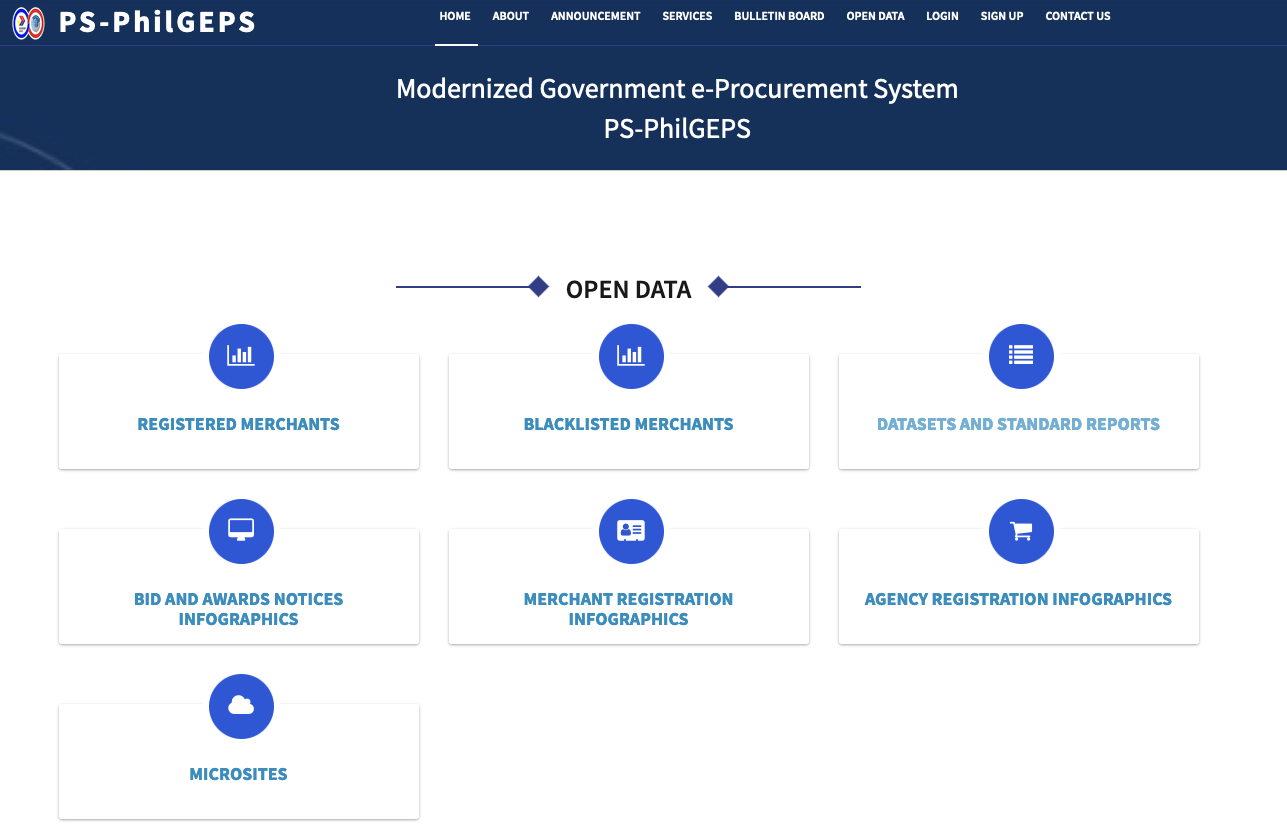 PS-PhilGEPS
HOME ABOUT ANNOUNCEMENT SERVICES BULLETIN BOARD OPEN DATA LOGIN SIGN UP CONTACT US
Modernized Government e-Procurement System
PS-PhilGEPS
OPEN DATA
REGISTERED MERCHANTS
BLACKLISTED MERCHANTS
DATASETS AND STANDARD REPORTS
BID AND AWARDS NOTICES
INFOGRAPHICS
MERCHANT REGISTRATION
INFOGRAPHICS
AGENCY REGISTRATION INFOGRAPHICS
MICROSITES